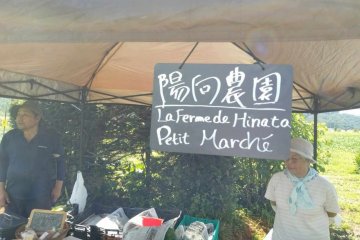 陽向農園
La Ferme de Hinata
Petit Marché